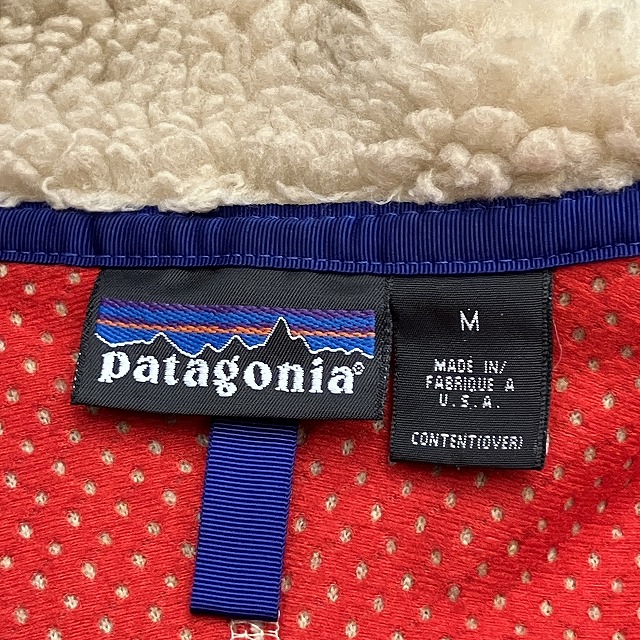 patagonia®
M
MADE IN/
FABRIQUE A
U.S.A.
CONTENT(OVER)